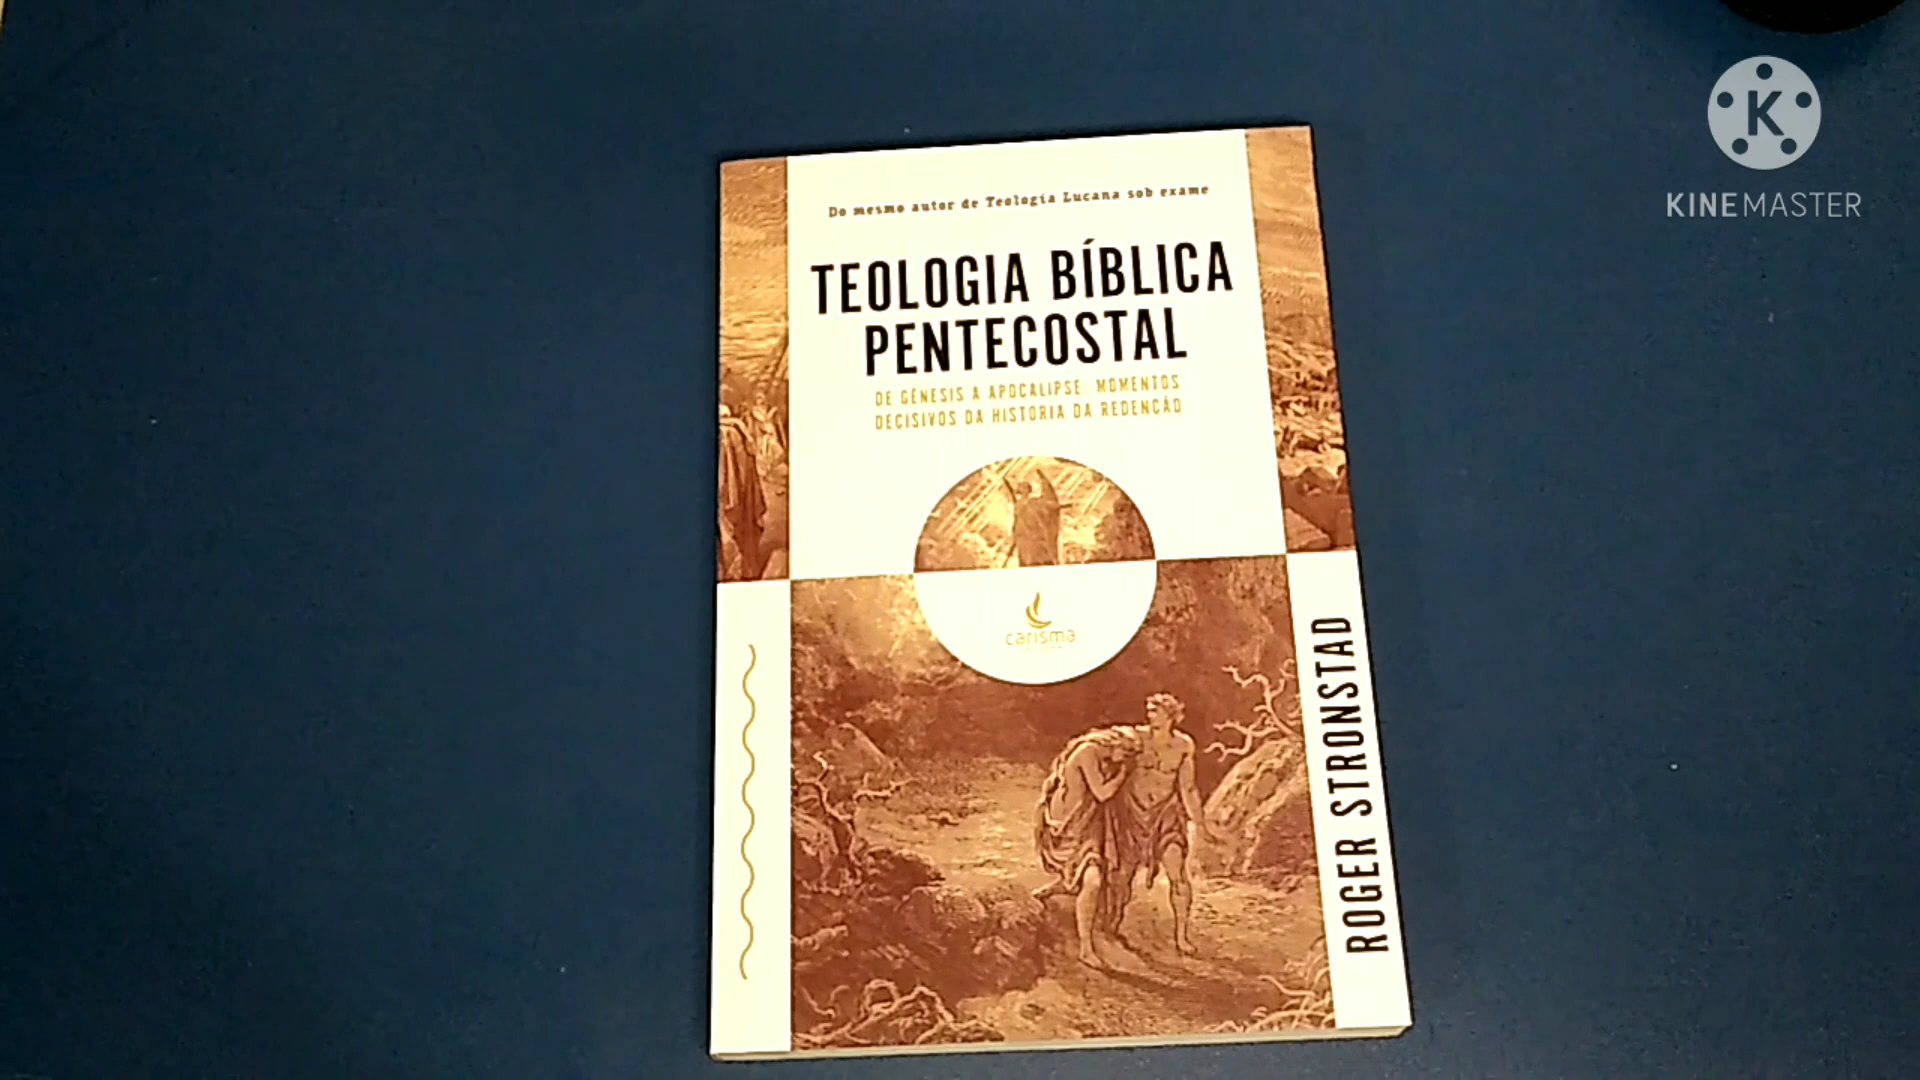 Do mesmo autor de Teologia Lucana sob exame
TEOLOGIA BÍBLICA
PENTECOSTAL
DE GÊNESIS A APOCALIPSE: MOMENTOS
DECISIVOS DA HISTÓRIA DA REDENÇÃO
carisma
ROGER STRONSTAD
K
KINEMASTER